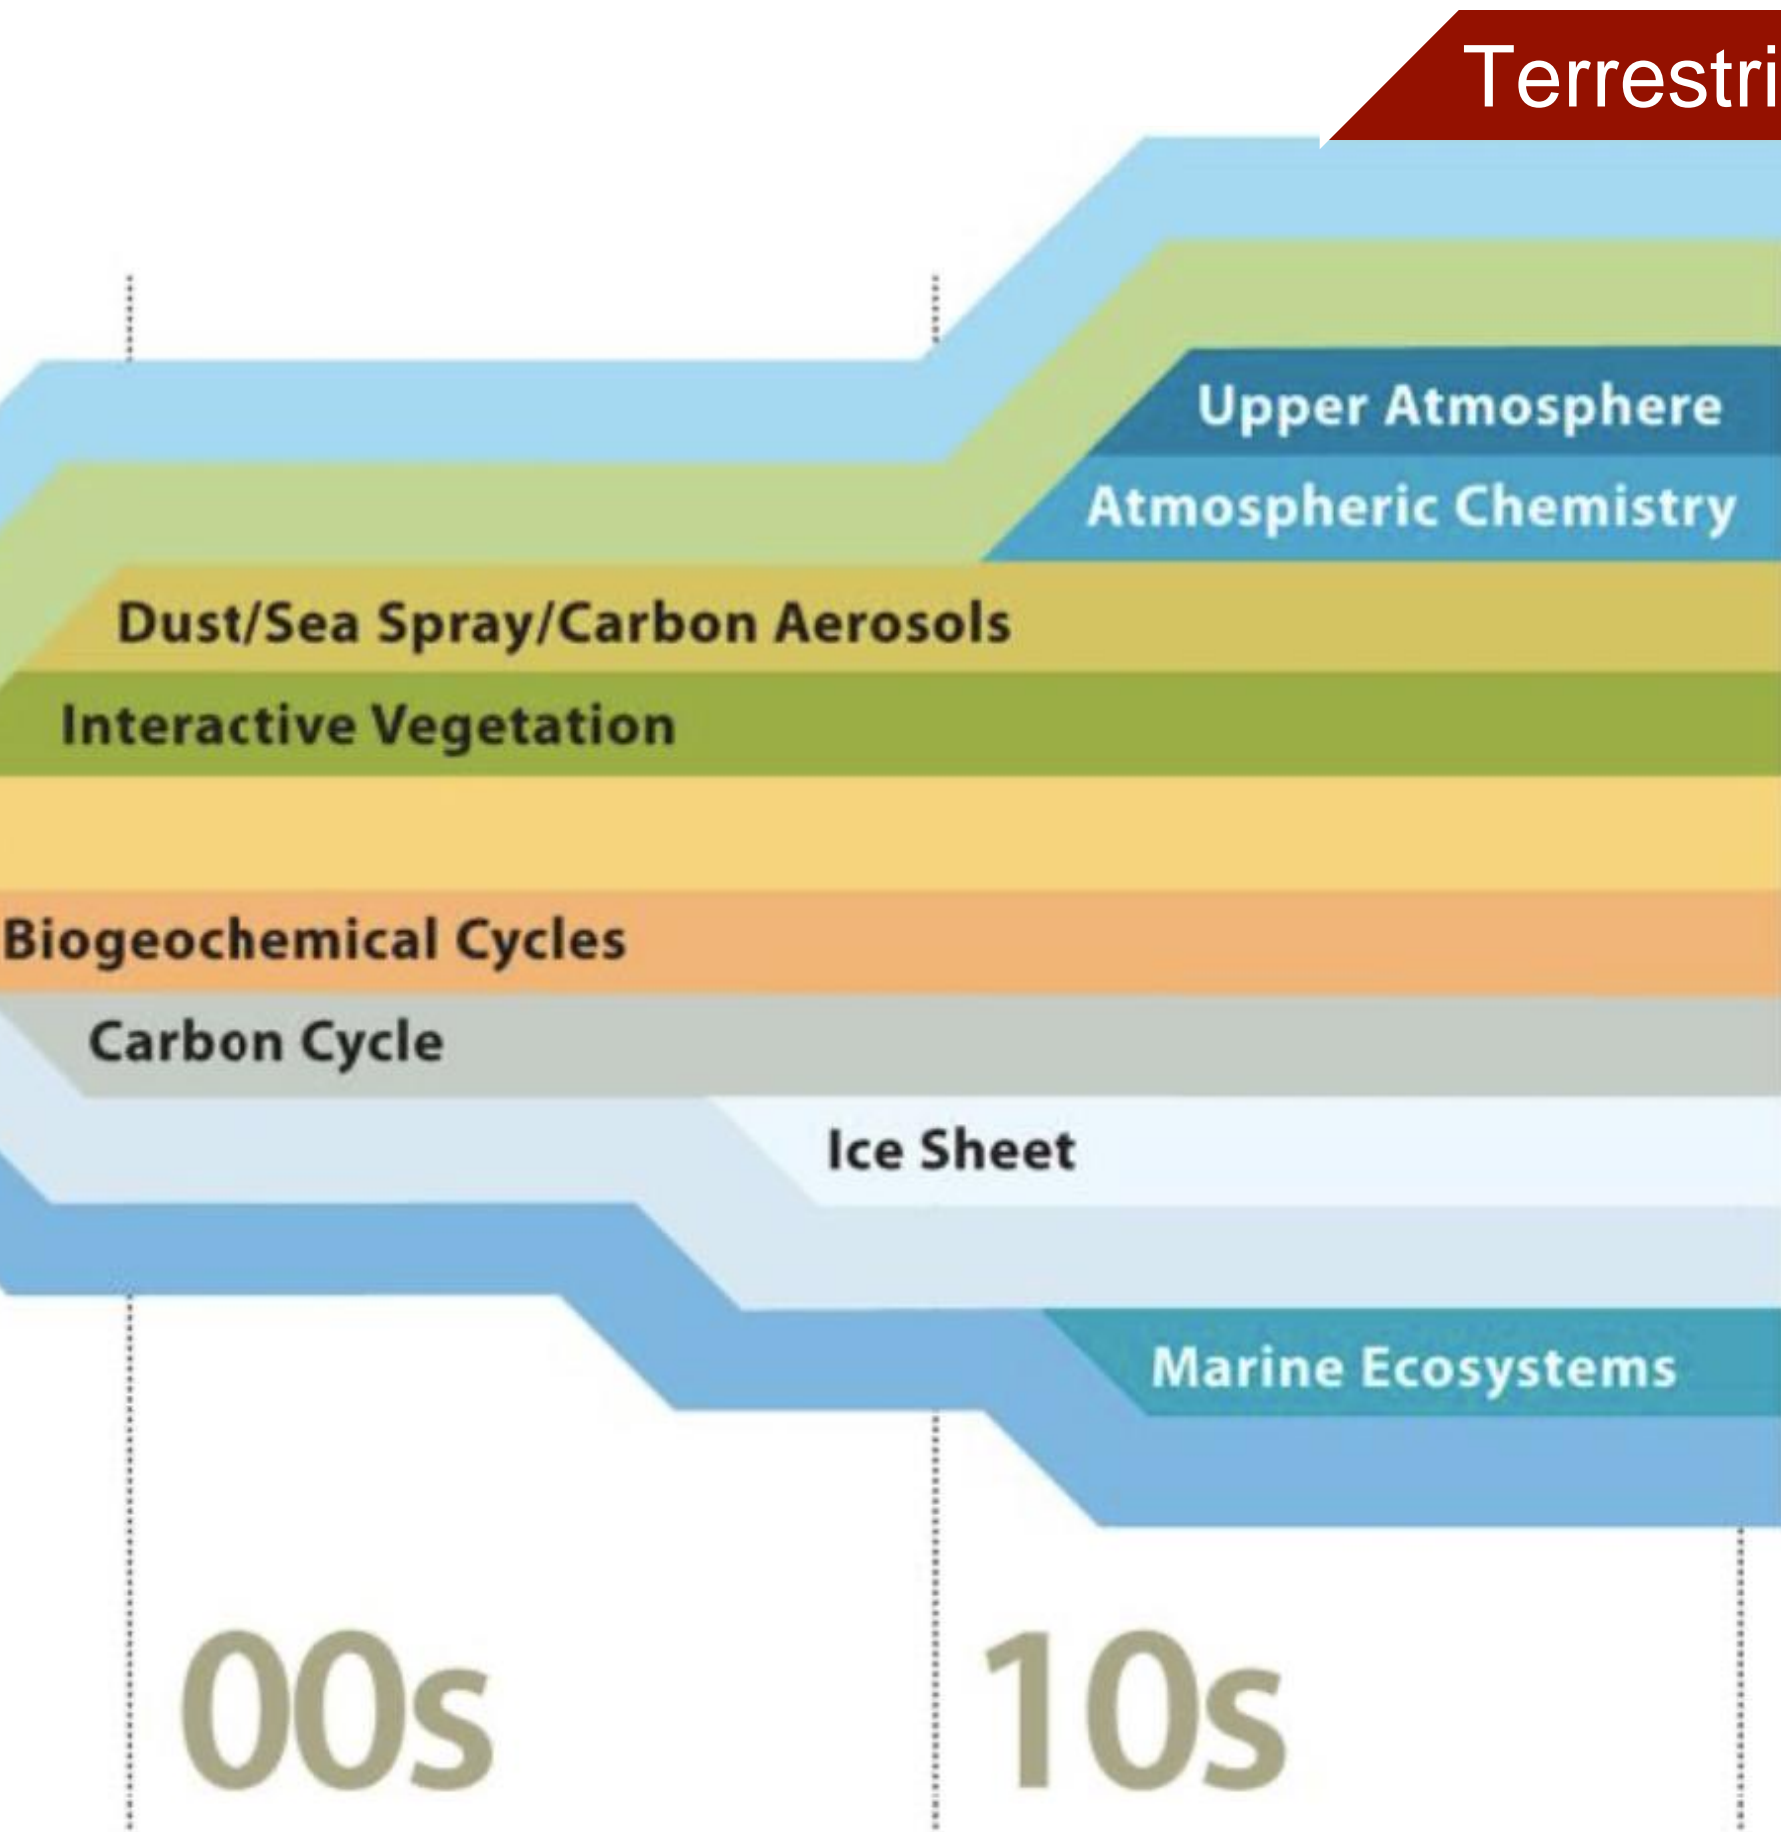 Terrestri
Upper Atmosphere
Atmospheric Chemistry
Dust/Sea Spray/Carbon Aerosols
Interactive Vegetation
Biogeochemical Cycles
Carbon Cycle
Ice Sheet
Marine Ecosystems
00s
10s